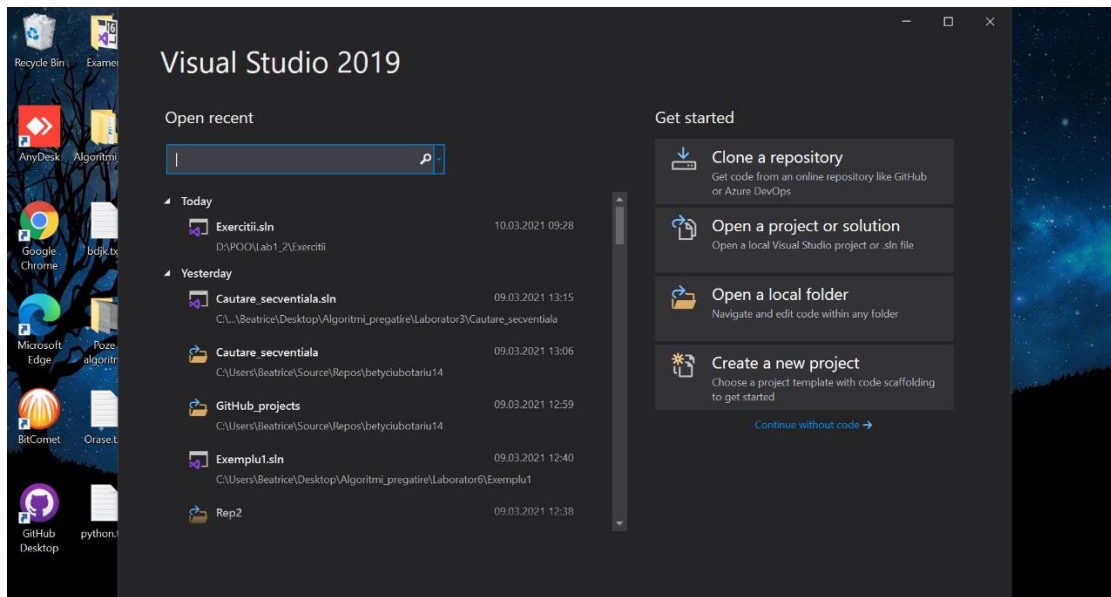 Recycle Bin
Examen
AnyDesk
Algoritmi
Google
Chrome
bdjk.tx
Microsoft
Edge
Poze
algoritm
BitComet
Orase.t
GitHub
Desktop
python.t
Visual Studio 2019
Open recent
Today
Exercitii.sln 10.03.2021 09:28
D:\POO\Lab1_2\Exercitii
Yesterday
Cautare_secventiala.sln 09.03.2021 13:15
C:\...\Beatrice\Desktop\Algoritmi_pregatire\Laborator3\Cautare_secventiala
Cautare_secventiala 09.03.2021 13:06
C:\Users\Beatrice\Source\Repos\betyciubotariu14
GitHub_projects 09.03.2021 12:59
C:\Users\Beatrice\Source\Repos\betyciubotariu14
Exemplu1.sln 09.03.2021 12:40
C:\Users\Beatrice\Desktop\Algoritmi_pregatire\Laborator6\Exemplu1
Rep2 09.03.2021 12:38
Get started
Clone a repository
Get code from an online repository like GitHub
or Azure DevOps
Open a project or solution
Open a local Visual Studio project or .sln file
Open a local folder
Navigate and edit code within any folder
Create a new project
Choose a project template with code scaffolding
to get started
Continue without code →